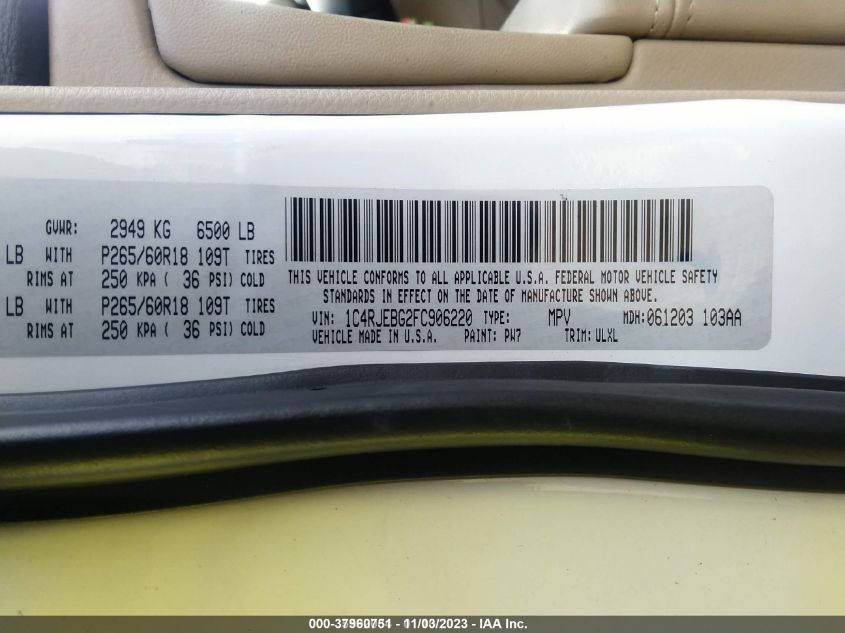 GVWR: 2949 KG 6500 LB
LB WITH P265/60R18 109T TIRES
RIMS AT 250 KPA ( 36 PSI) COLD
LB WITH P265/60R18 109T TIRES
RIMS AT 250 KPA ( 36 PSI) COLD
THIS VEHICLE CONFORMS TO ALL APPLICABLE U.S.A. FEDERAL MOTOR VEHICLE SAFETY
STANDARDS IN EFFECT ON THE DATE OF MANUFACTURE SHOWN ABOVE.
VIN: 1C4RJEBG2FC906220 TYPE: MPV MDH:061203 103AA
VEHICLE MADE IN U.S.A. PAINT: PW7 TRIM: ULXL
000-37960751 - 11/03/2023 - IAA Inc.